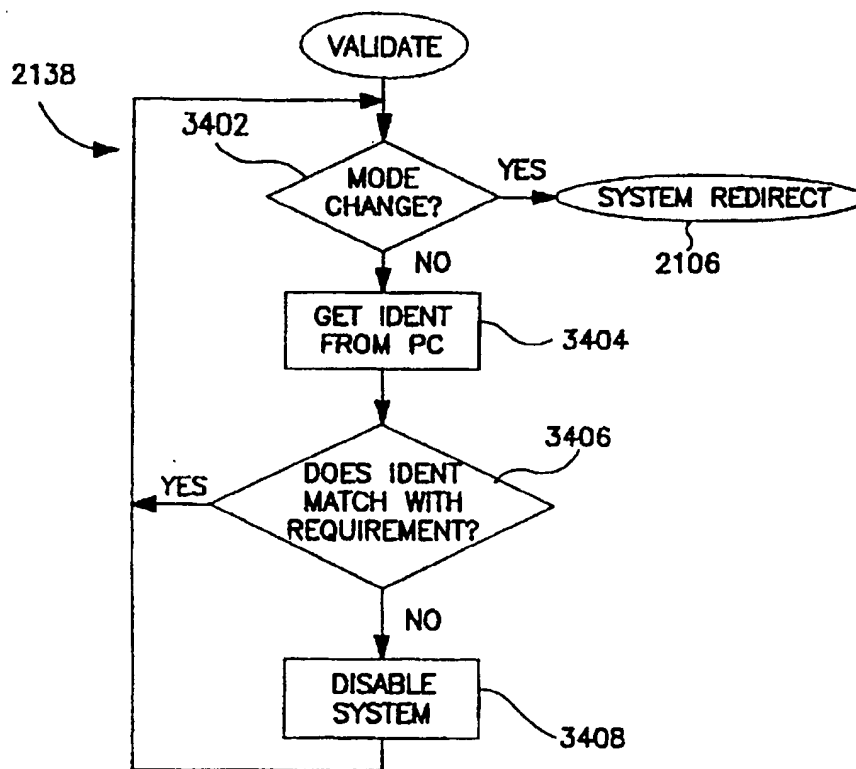 VALIDATE
2138
3402
MODE
CHANGE?
YES
SYSTEM REDIRECT
2106
NO
GET IDENT
FROM PC
3404
3406
DOES IDENT
MATCH WITH
REQUIREMENT?
YES
NO
DISABLE
SYSTEM
3408